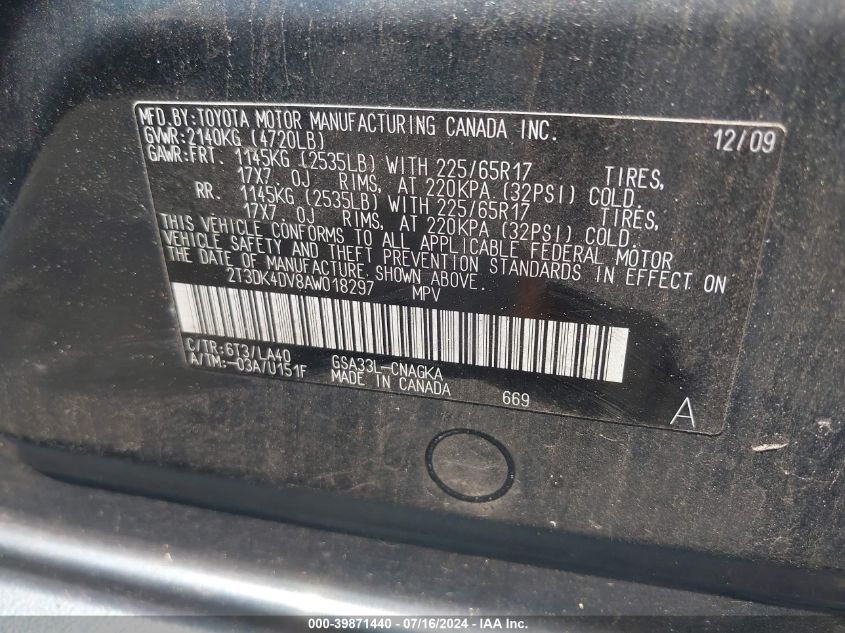 MFD.BY:TOYOTA MOTOR MANUFACTURING CANADA INC. 12/09
GVWR:2140KG (4720LB)
GAWR:FRT. 1145KG (2535LB) WITH 225/65R17 TIRES,
17X7. 0J RIMS, AT 220KPA (32PSI) COLD.
RR. 1145KG (2535LB) WITH 225/65R17 TIRES,
17X7. 0J RIMS, AT 220KPA (32PSI) COLD.
THIS VEHICLE CONFORMS TO ALL APPLICABLE FEDERAL MOTOR
VEHICLE SAFETY AND THEFT PREVENTION STANDARDS IN EFFECT ON
THE DATE OF MANUFACTURE SHOWN ABOVE.
2T3DK4DV8AW018297 MPV
C/TR:6T3/LA40 GSA33L-CNAGKA
A/TM:-03A/U151F MADE IN CANADA 669
A
000-39871440 - 07/16/2024 - © IAA, Inc.